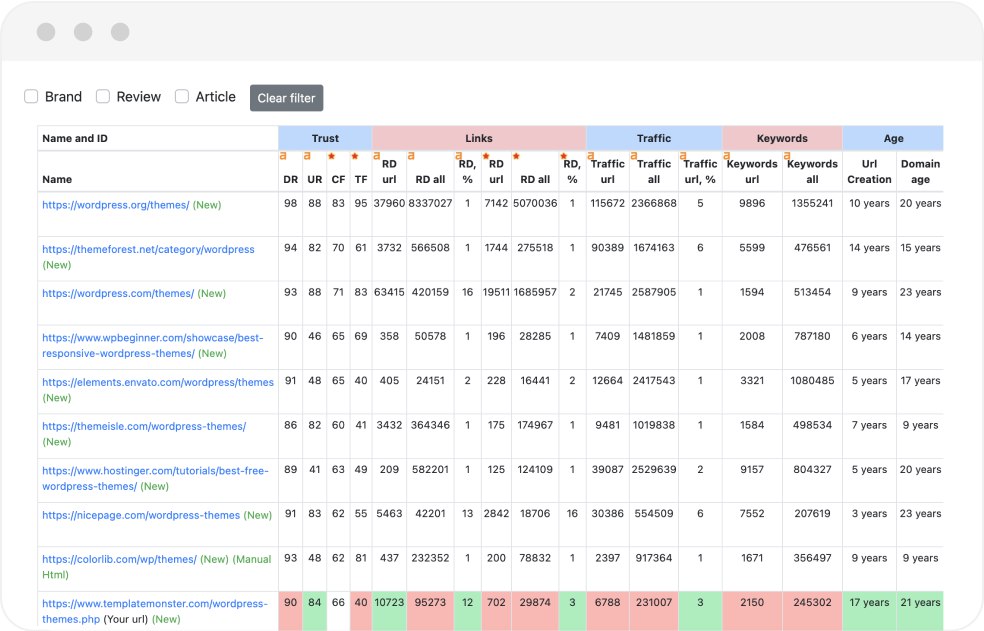 Brand Review Article Clear filter
Name and ID Trust Links Traffic Keywords Age
a a a a a a a a a a
RD RD, RD RD, Traffic Traffic Traffic Keywords Keywords Url Domain
Name DR UR CF TF url RD all % url RD all % url all url, % url all Creation age
https://wordpress.org/themes/ (New) 98 88 83 95 37960 8337027 1 7142 5070036 1 115672 2366868 5 9896 1355241 10 years 20 years
https://themeforest.net/category/wordpress 94 82 70 61 3732 566508 1 1744 275518 1 90389 1674163 6 5599 476561 14 years 15 years
(New)
https://wordpress.com/themes/ (New) 93 88 71 83 63415 420159 16 19511 1685957 2 21745 2587905 1 1594 513454 9 years 23 years
https://www.wpbeginner.com/showcase/best- 90 46 65 69 358 50578 1 196 28285 1 7409 1481859 1 2008 787180 6 years 14 years
responsive-wordpress-themes/ (New)
https://elements.envato.com/wordpress/themes 91 48 65 40 405 24151 2 228 16441 2 12664 2417543 1 3321 1080485 5 years 17 years
(New)
https://themeisle.com/wordpress-themes/ 86 82 60 41 3432 364346 1 175 174967 1 9481 1019838 1 1584 498534 7 years 9 years
(New)
https://www.hostinger.com/tutorials/best-free- 89 41 63 49 209 582201 1 125 124109 1 39087 2529639 2 9157 804327 5 years 20 years
wordpress-themes/ (New)
https://nicepage.com/wordpress-themes (New) 91 83 62 55 5463 42201 13 2842 18706 16 30386 554509 6 7552 207619 3 years 23 years
https://colorlib.com/wp/themes/ (New) (Manual 93 48 62 81 437 232352 1 200 78832 1 2397 917364 1 1671 356497 9 years 9 years
Html)
https://www.templatemonster.com/wordpress- 90 84 66 40 10723 95273 12 702 29874 3 6788 231007 3 2150 245302 17 years 21 years
themes.php (Your url) (New)